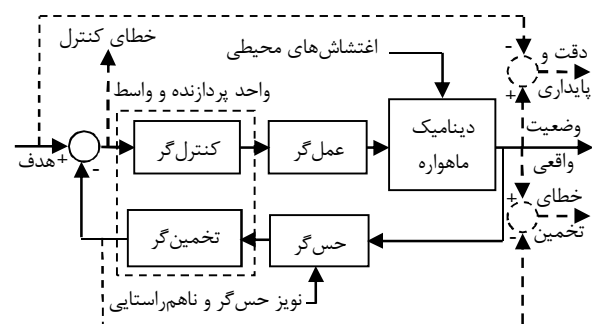 خطای کنترل
اغتشاش‌های محیطی
دقت و
پایداری
واحد پردازنده و واسط
هدف
کنترل‌گر
عمل‌گر
دینامیک
ماهواره
وضعیت
واقعی
تخمین‌گر
حس‌گر
خطای
تخمین
نویز حس‌گر و ناهم‌راستایی